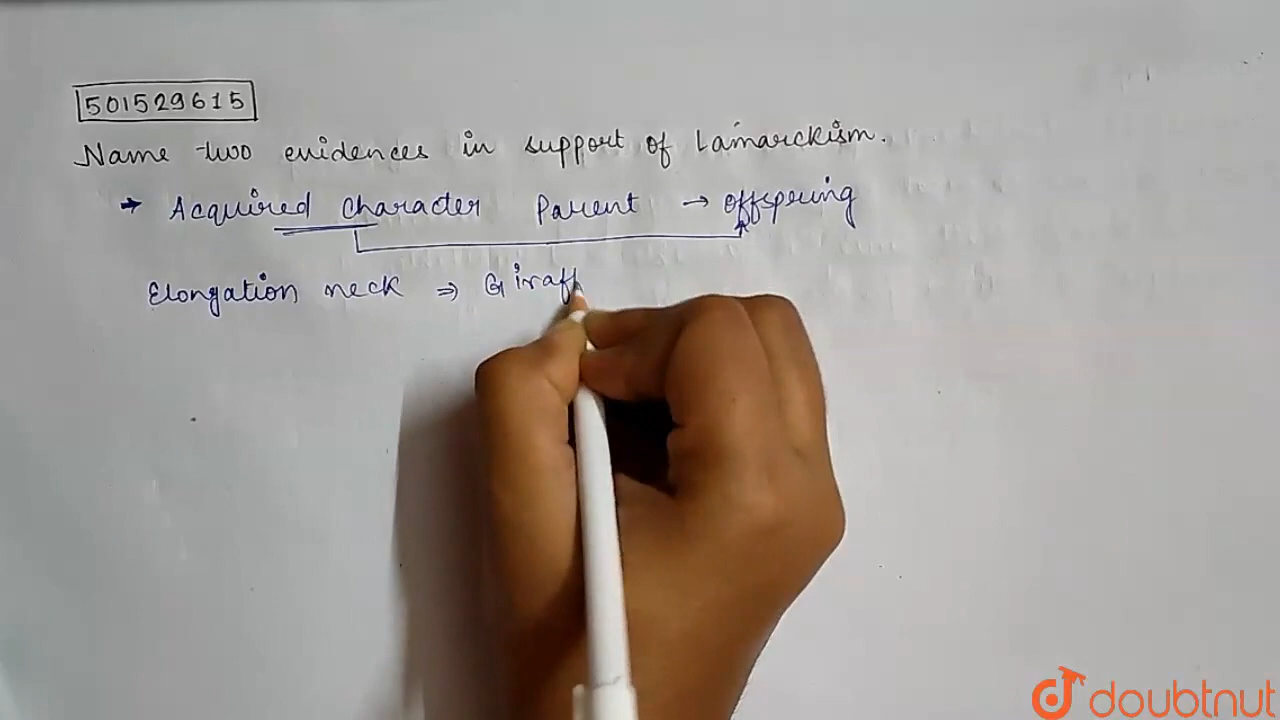 501529615
Name two evidences in support of Lamarckism.
→ Acquired character Parent → offspring
Elongation neck ⇒ Giraff
doubtnut